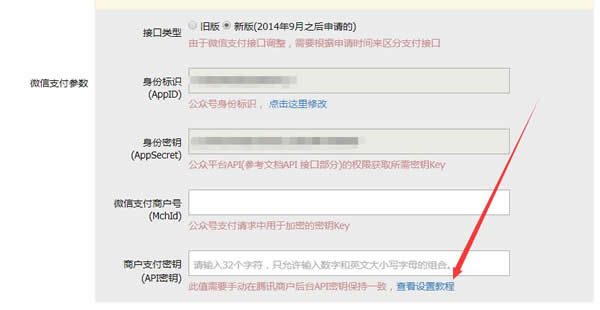 接口类型 旧版 新版(2014年9月之后申请的)
由于微信支付接口调整，需要根据申请时间来区分支付接口
微信支付参数
身份标识
(AppID)
公众号身份标识， 点击这里修改
身份密钥
(AppSecret)
公众平台API(参考文档API 接口部分)的权限获取所需密钥Key
微信支付商户号
(MchId)
公众号支付请求中用于加密的密钥Key
商户支付密钥
(API密钥)
请输入32个字符，只允许输入数字和英文大小写字母的组合。
此值需要手动在腾讯商户后台API密钥保持一致，查看设置教程